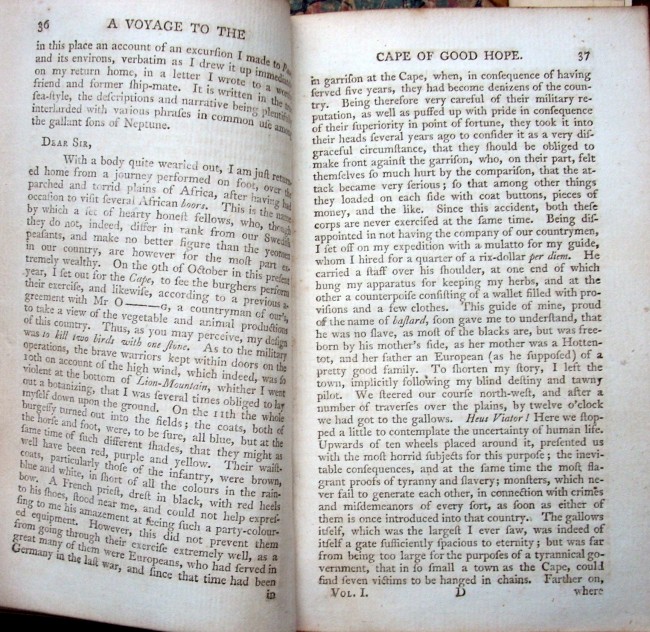 36 A VOYAGE TO THE
in this place an account of an excursion I made to
and its environs, verbatim as I drew it up immediately
on my return home, in a letter I wrote to a
friend and former ship-mate. It is written in the
sea-style, the descriptions and narrative being plentifully
interlarded with various phrases in common use among
the gallant sons of Neptune.
DEAR SIR,
With a body quite wearied out, I am just return-
ed home from a journey performed on foot, over the
parched and torrid plains of Africa, after having had
occasion to visit several African boors. This is the name
by which a set of hearty honest fellows, who, though
they do not, indeed, differ in rank from our Swedish
peasants, and make no better figure than the yeomen
in our country, are however for the most part ex-
tremely wealthy. On the 9th of October in this present
year, I set out for the Cape, to see the burghers perform
their exercise, and likewise, according to a previous a-
greement with Mr O——G, a countryman of our's,
to take a view of the vegetable and animal productions
of this country. Thus, as you may perceive, my design
was to kill two birds with one stone. As to the military
operations, the brave warriors kept within doors on the
10th on account of the high wind, which indeed, was so
violent at the bottom of Lion-Mountain, whither I went
out a botanizing, that I was several times obliged to lay
myself down upon the ground. On the 11th the whole
burgessy turned out into the fields; the coats, both of
the horse and foot, were, to be sure, all blue, but at the
same time of such different shades, that they might as
well have been red, purple and yellow. Their waist-
coats, particularly those of the infantry, were brown,
blue and white, in short of all the colours in the rain-
bow. A French priest, drest in black, with red heels
to his shoes, stood near me, and could not help expres-
sing to me his amazement at seeing such a party-colour-
ed equipment. However, this did not prevent them
from going through their exercise extremely well, as a
great many of them were Europeans, who had served in
Germany in the last war, and since that time had been
in
CAPE OF GOOD HOPE. 37
in garrison at the Cape, when, in consequence of having
served five years, they had become denizens of the coun-
try. Being therefore very careful of their military re-
putation, as well as puffed up with pride in consequence
of their superiority in point of fortune, they took it into
their heads several years ago to consider it as a very dis-
graceful circumstance, that they should be obliged to
make front against the garrison, who, on their part, felt
themselves so much hurt by the comparison, that the at-
tack became very serious; so that among other things
they loaded on each side with coat buttons, pieces of
money, and the like. Since this accident, both these
corps are never exercised at the same time. Being dis-
appointed in not having the company of our countrymen,
I set off on my expedition with a mulatto for my guide,
whom I hired for a quarter of a rix-dollar per diem. He
carried a staff over his shoulder, at one end of which
hung my apparatus for keeping my herbs, and at the
other a counterpoise consisting of a wallet filled with pro-
visions and a few clothes. This guide of mine, proud
of the name of bastard, soon gave me to understand, that
he was no slave, as most of the blacks are, but was free-
born by his mother's side, as her mother was a Hotten-
tot, and her father an European (as he supposed) of a
pretty good family. To shorten my story, I left the
town, implicitly following my blind destiny and tawny
pilot. We steered our course north-west, and after a
number of traverses over the plains, by twelve o'clock
we had got to the gallows. Heus Viator! Here we stop-
ped a little to contemplate the uncertainty of human life.
Upwards of ten wheels placed around it, presented us
with the most horrid subjects for this purpose; the inevi-
table consequences, and at the same time the most fla-
grant proofs of tyranny and slavery; monsters, which ne-
ver fail to generate each other, in connection with crimes
and misdemeanors of every sort, as soon as either of
them is once introduced into that country. The gallows
itself, which was the largest I ever saw, was indeed of
itself a gate sufficiently spacious to eternity; but was far
from being too large for the purposes of a tyrannical go-
vernment, that in so small a town as the Cape, could
find seven victims to be hanged in chains. Farther on,
VOL. I. D where